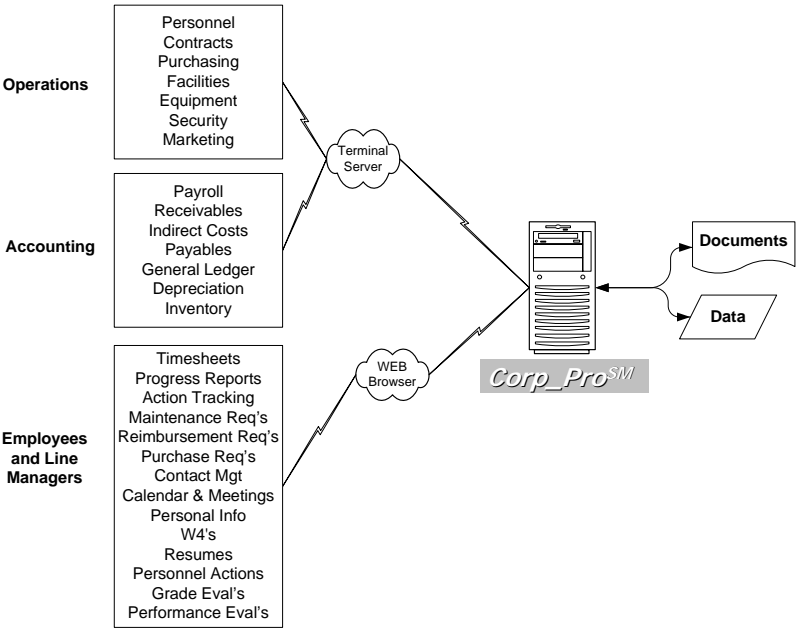 Operations
Personnel
Contracts
Purchasing
Facilities
Equipment
Security
Marketing
Accounting
Payroll
Receivables
Indirect Costs
Payables
General Ledger
Depreciation
Inventory
Employees
and Line
Managers
Timesheets
Progress Reports
Action Tracking
Maintenance Req's
Reimbursement Req's
Purchase Req's
Contact Mgt
Calendar & Meetings
Personal Info
W4's
Resumes
Personnel Actions
Grade Eval's
Performance Eval's
Terminal
Server
WEB
Browser
Corp_Pro℠
Documents
Data